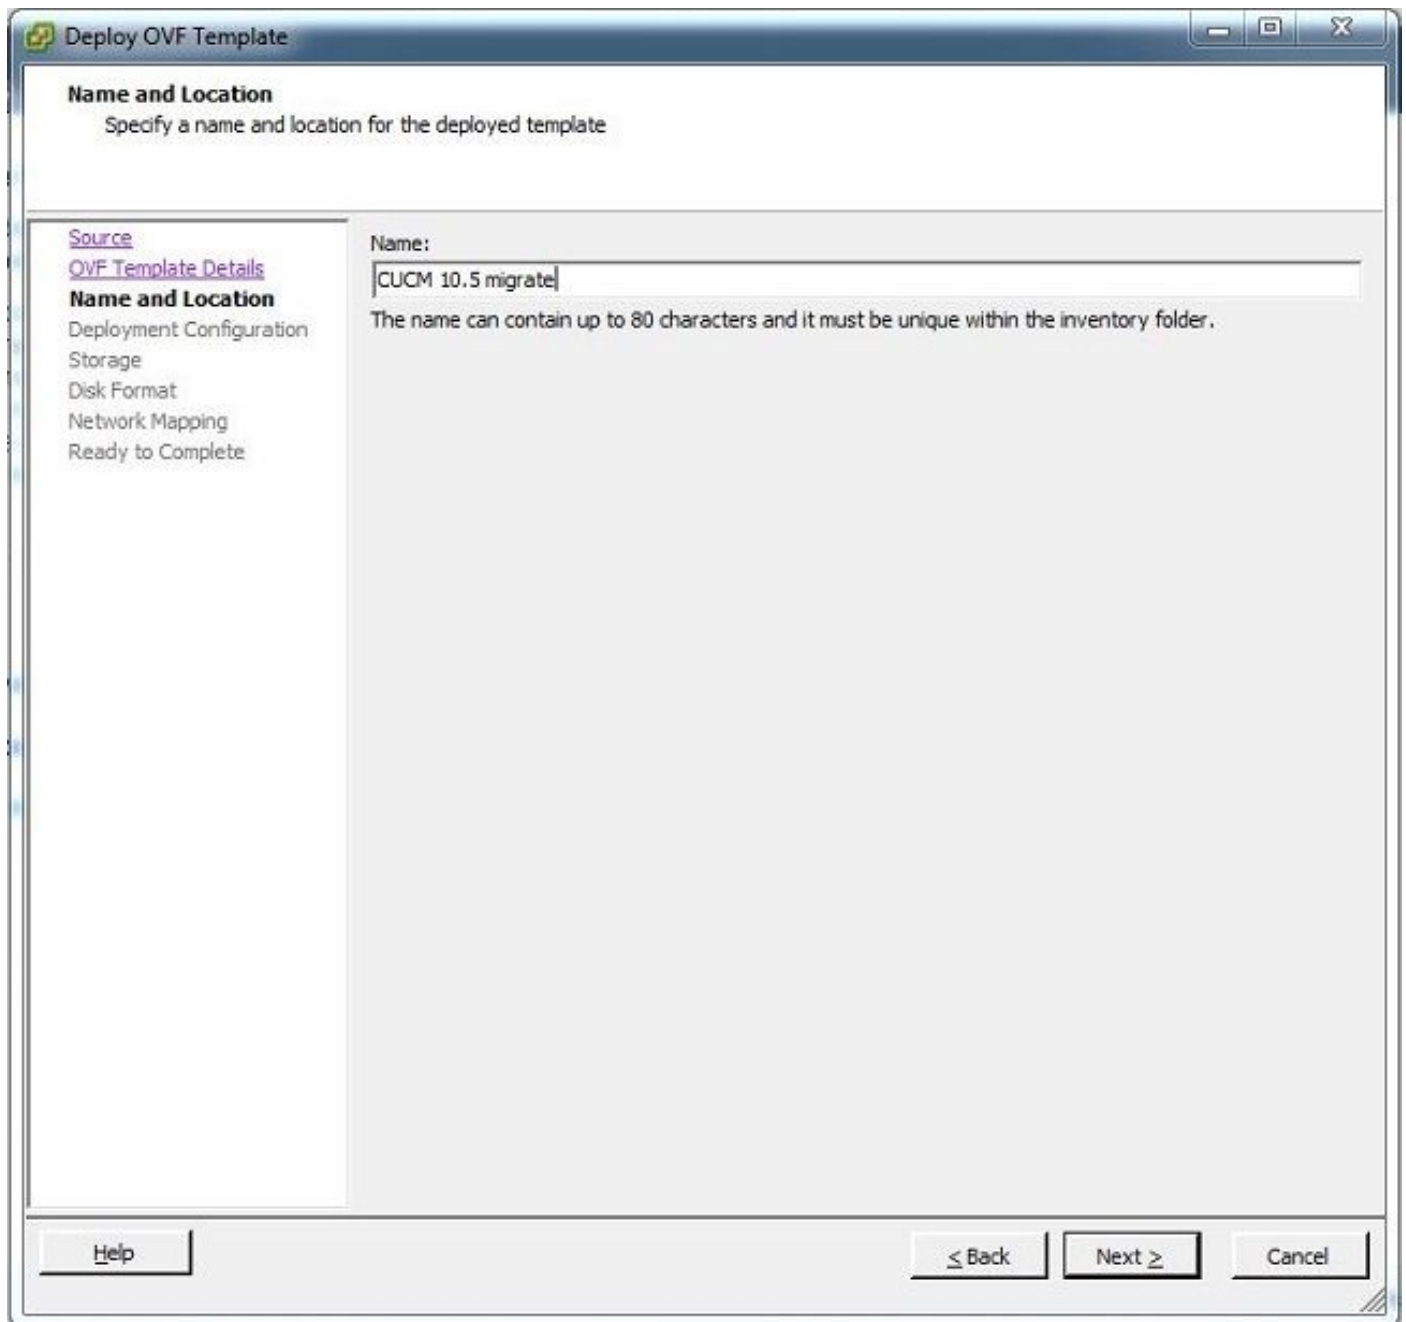 Deploy OVF Template
Name and Location
Specify a name and location for the deployed template
Source
OVF Template Details
Name and Location
Deployment Configuration
Storage
Disk Format
Network Mapping
Ready to Complete
Name:
CUCM 10.5 migrate
The name can contain up to 80 characters and it must be unique within the inventory folder.
Help
< Back
Next >
Cancel